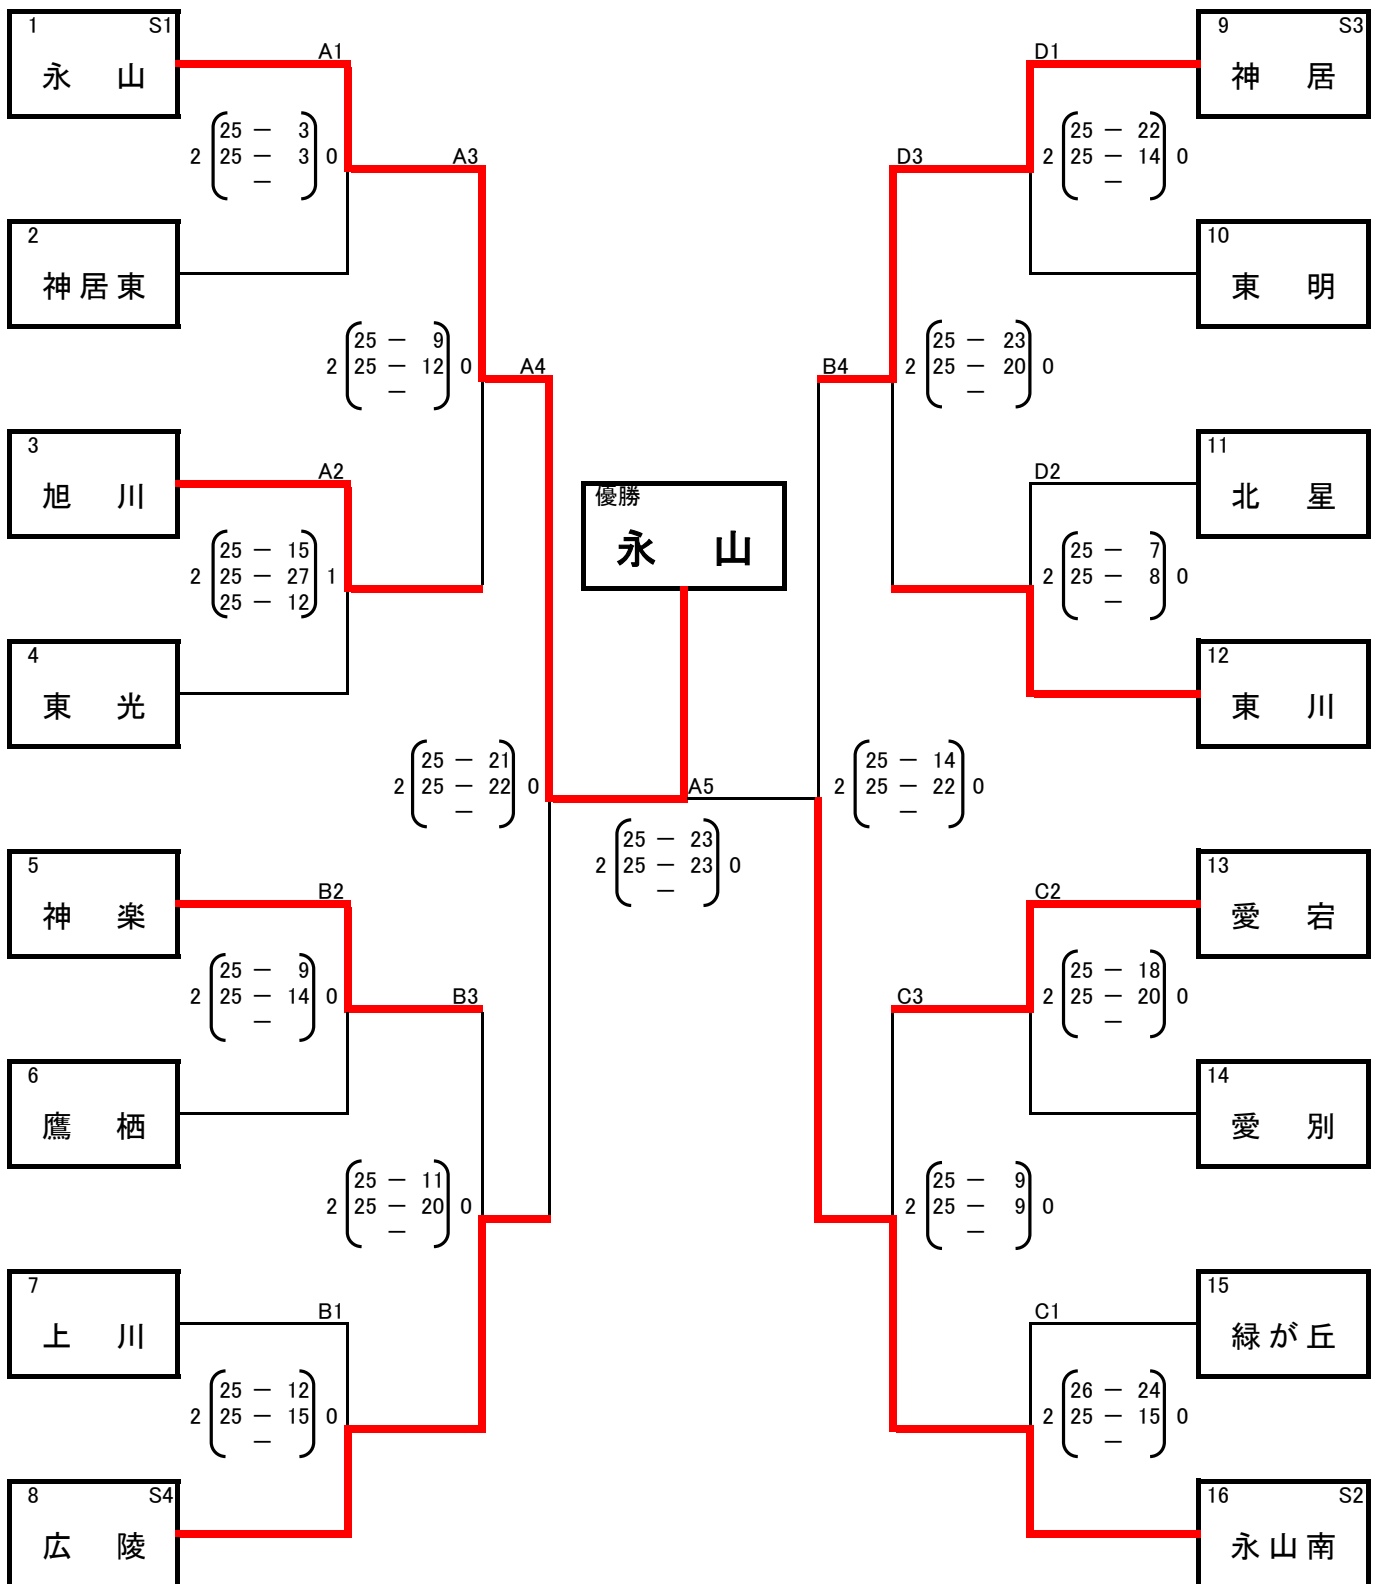 1 S1
永 山
A1
25 － 3
2 25 － 3 0
－
2
神居東
A3
25 － 9
2 25 － 12 0
－
3
旭 川
A2
25 － 15
2 25 － 27 1
25 － 12
4
東 光
A4
25 － 21
2 25 － 22 0
－
5
神 楽
B2
25 － 9
2 25 － 14 0
－
6
鷹 栖
B3
25 － 11
2 25 － 20 0
－
7
上 川
B1
25 － 12
2 25 － 15 0
－
8 S4
広 陵
優勝
永 山
A5
25 － 23
2 25 － 23 0
－
9 S3
神 居
D1
25 － 22
2 25 － 14 0
－
10
東 明
D3
25 － 23
2 25 － 20 0
－
11
北 星
D2
25 － 7
2 25 － 8 0
－
12
東 川
B4
25 － 14
2 25 － 22 0
－
13
愛 宕
C2
25 － 18
2 25 － 20 0
－
14
愛 別
C3
25 － 9
2 25 － 9 0
－
15
緑が丘
C1
26 － 24
2 25 － 15 0
－
16 S2
永山南